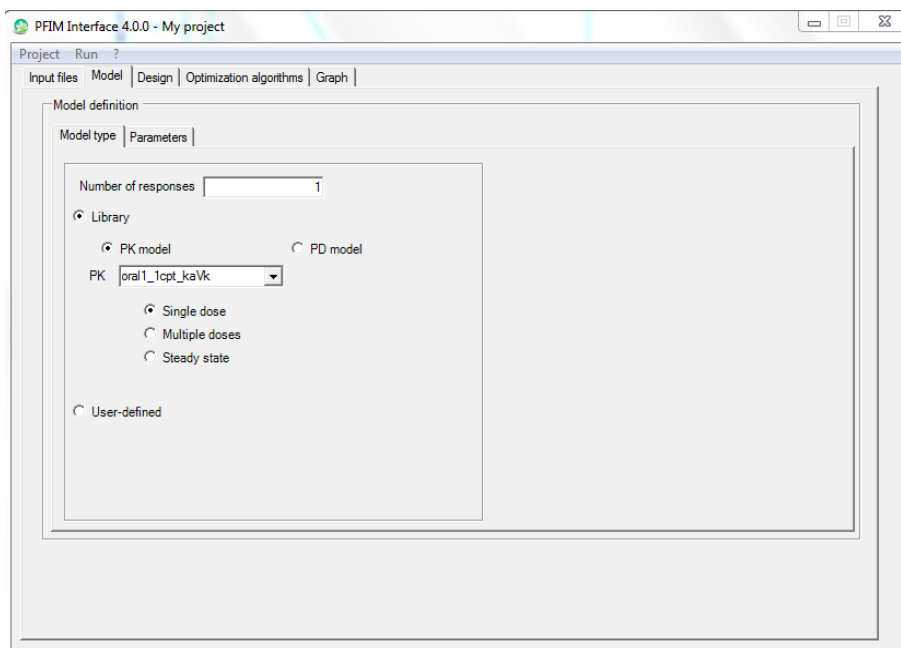 PFIM Interface 4.0.0 - My project
Project Run ?
Input files Model Design Optimization algorithms Graph
Model definition
Model type Parameters
Number of responses 1
Library
PK model PD model
PK oral1_1cpt_kaVk
Single dose
Multiple doses
Steady state
User-defined